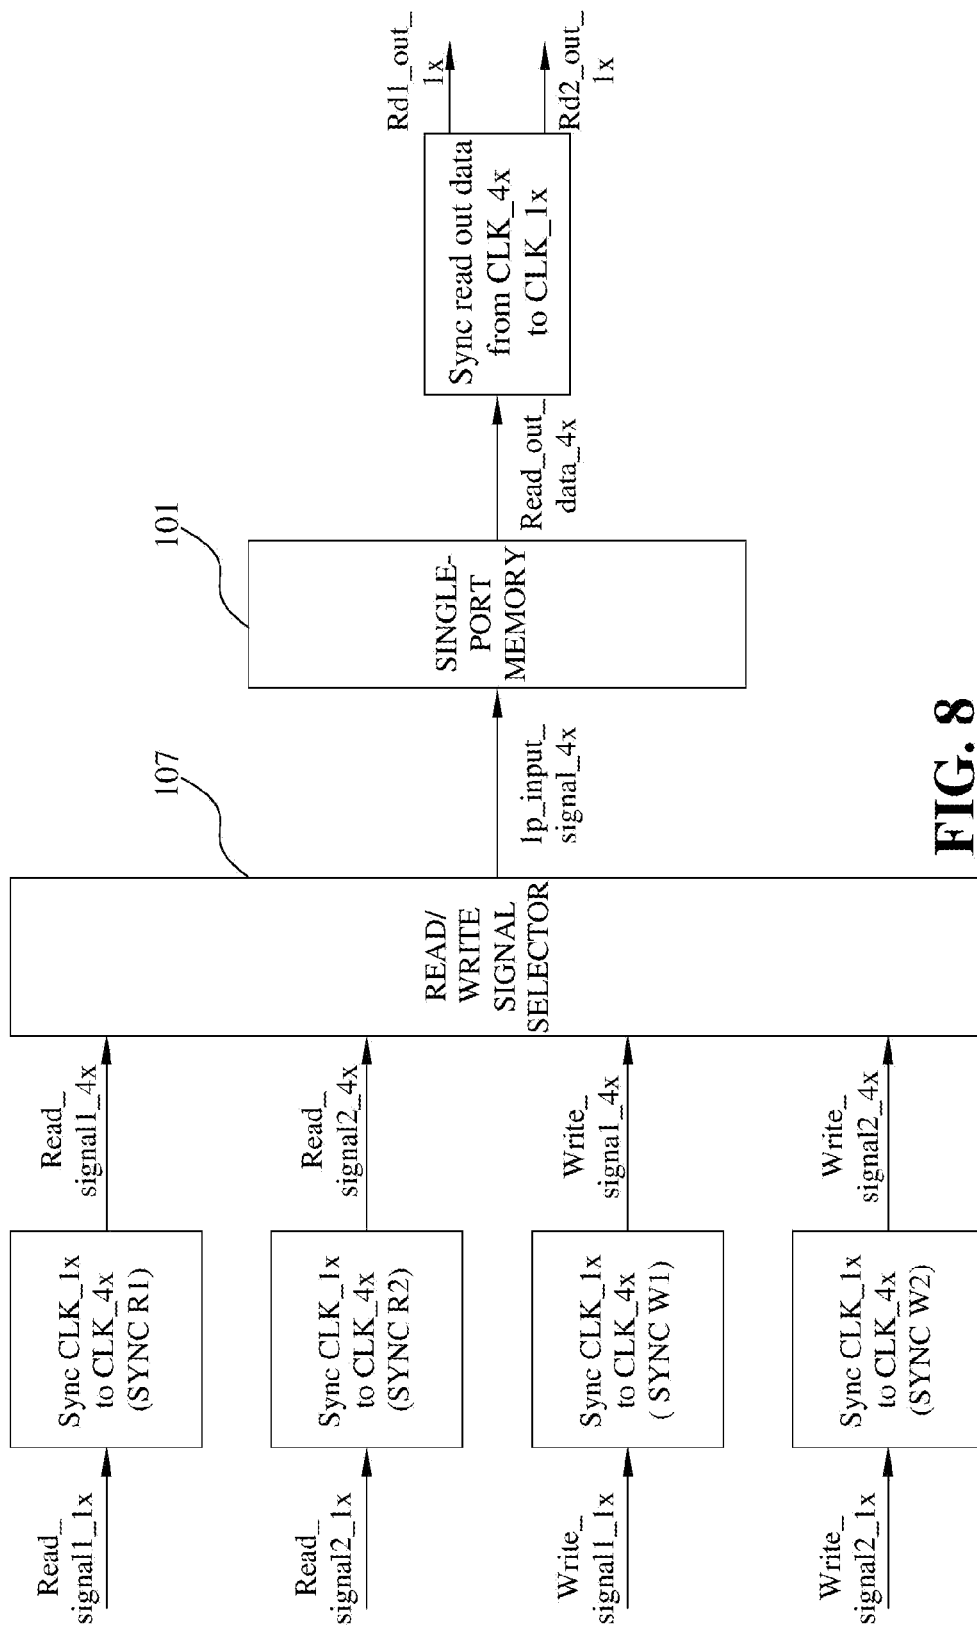 Read_
signal1_1x
Sync CLK_1x
to CLK_4x
(SYNC R1)
Read_
signal1_4x
Read_
signal2_1x
Sync CLK_1x
to CLK_4x
(SYNC R2)
Read_
signal2_4x
Write_
signal1_1x
Sync CLK_1x
to CLK_4x
( SYNC W1)
Write_
signal1_4x
Write_
signal2_1x
Sync CLK_1x
to CLK_4x
(SYNC W2)
Write_
signal2_4x
107
READ/
WRITE
SIGNAL
SELECTOR
1p_input_
signal_4x
101
SINGLE-
PORT
MEMORY
Read_out_
data_4x
Sync read out data
from CLK_4x
to CLK_1x
Rd1_out_
1x
Rd2_out_
1x
FIG. 8